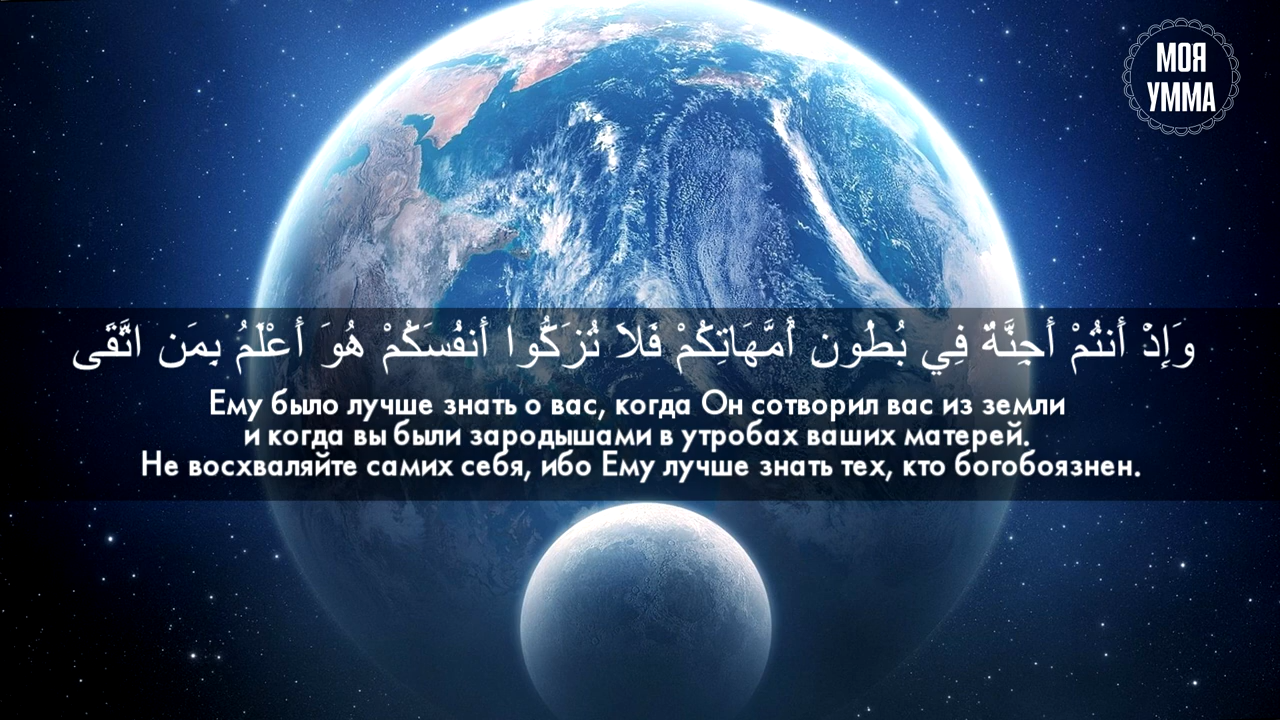 МОЯ
УММА
وَإِذْ أَنتُمْ أَجِنَّةٌ فِي بُطُونِ أُمَّهَاتِكُمْ فَلَا تُزَكُّوا أَنفُسَكُمْ هُوَ أَعْلَمُ بِمَنِ اتَّقَى
Ему было лучше знать о вас, когда Он сотворил вас из земли
и когда вы были зародышами в утробах ваших матерей.
Не восхваляйте самих себя, ибо Ему лучше знать тех, кто богобоязнен.